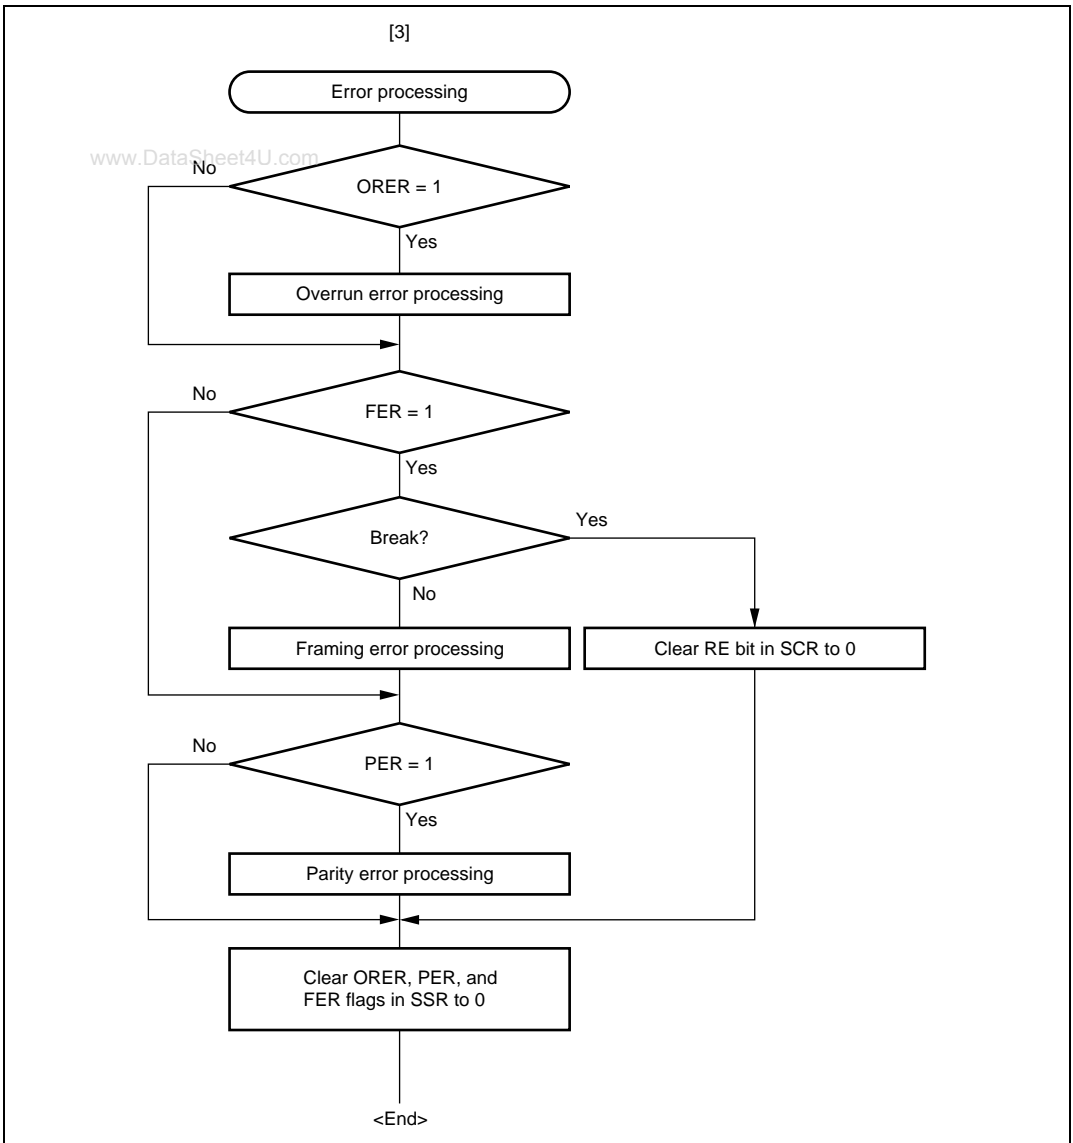 [3]
Error processing
www.DataSheet4U.com
No
ORER = 1
Yes
Overrun error processing
No
FER = 1
Yes
Break?
Yes
No
Framing error processing
Clear RE bit in SCR to 0
No
PER = 1
Yes
Parity error processing
Clear ORER, PER, and
FER flags in SSR to 0
<End>